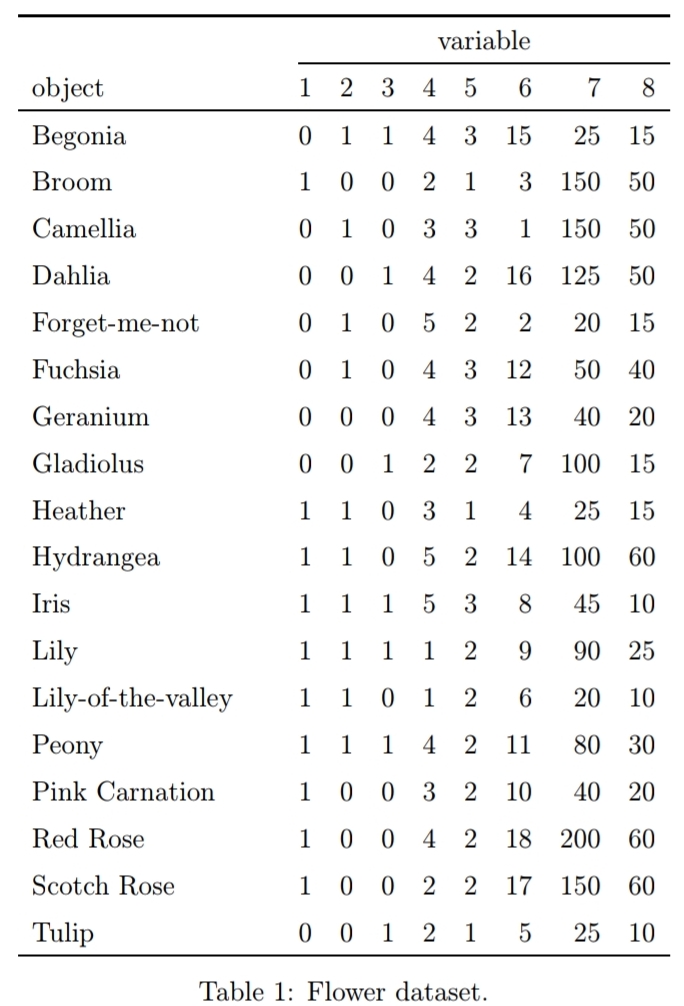 variable
object 1 2 3 4 5 6 7 8
Begonia 0 1 1 4 3 15 25 15
Broom 1 0 0 2 1 3 150 50
Camellia 0 1 0 3 3 1 150 50
Dahlia 0 0 1 4 2 16 125 50
Forget-me-not 0 1 0 5 2 2 20 15
Fuchsia 0 1 0 4 3 12 50 40
Geranium 0 0 0 4 3 13 40 20
Gladiolus 0 0 1 2 2 7 100 15
Heather 1 1 0 3 1 4 25 15
Hydrangea 1 1 0 5 2 14 100 60
Iris 1 1 1 5 3 8 45 10
Lily 1 1 1 1 2 9 90 25
Lily-of-the-valley 1 1 0 1 2 6 20 10
Peony 1 1 1 4 2 11 80 30
Pink Carnation 1 0 0 3 2 10 40 20
Red Rose 1 0 0 4 2 18 200 60
Scotch Rose 1 0 0 2 2 17 150 60
Tulip 0 0 1 2 1 5 25 10
Table 1: Flower dataset.